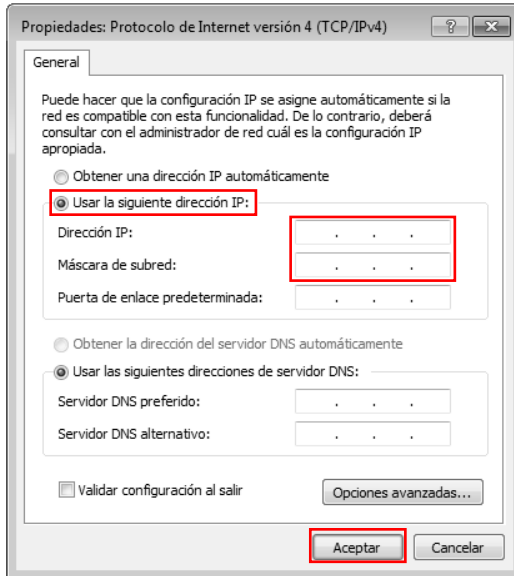 Propiedades: Protocolo de Internet versión 4 (TCP/IPv4)
General
Puede hacer que la configuración IP se asigne automáticamente si la
red es compatible con esta funcionalidad. De lo contrario, deberá
consultar con el administrador de red cuál es la configuración IP
apropiada.
Obtener una dirección IP automáticamente
Usar la siguiente dirección IP:
Dirección IP:
Máscara de subred:
Puerta de enlace predeterminada:
Obtener la dirección del servidor DNS automáticamente
Usar las siguientes direcciones de servidor DNS:
Servidor DNS preferido:
Servidor DNS alternativo:
Validar configuración al salir
Opciones avanzadas...
Aceptar
Cancelar